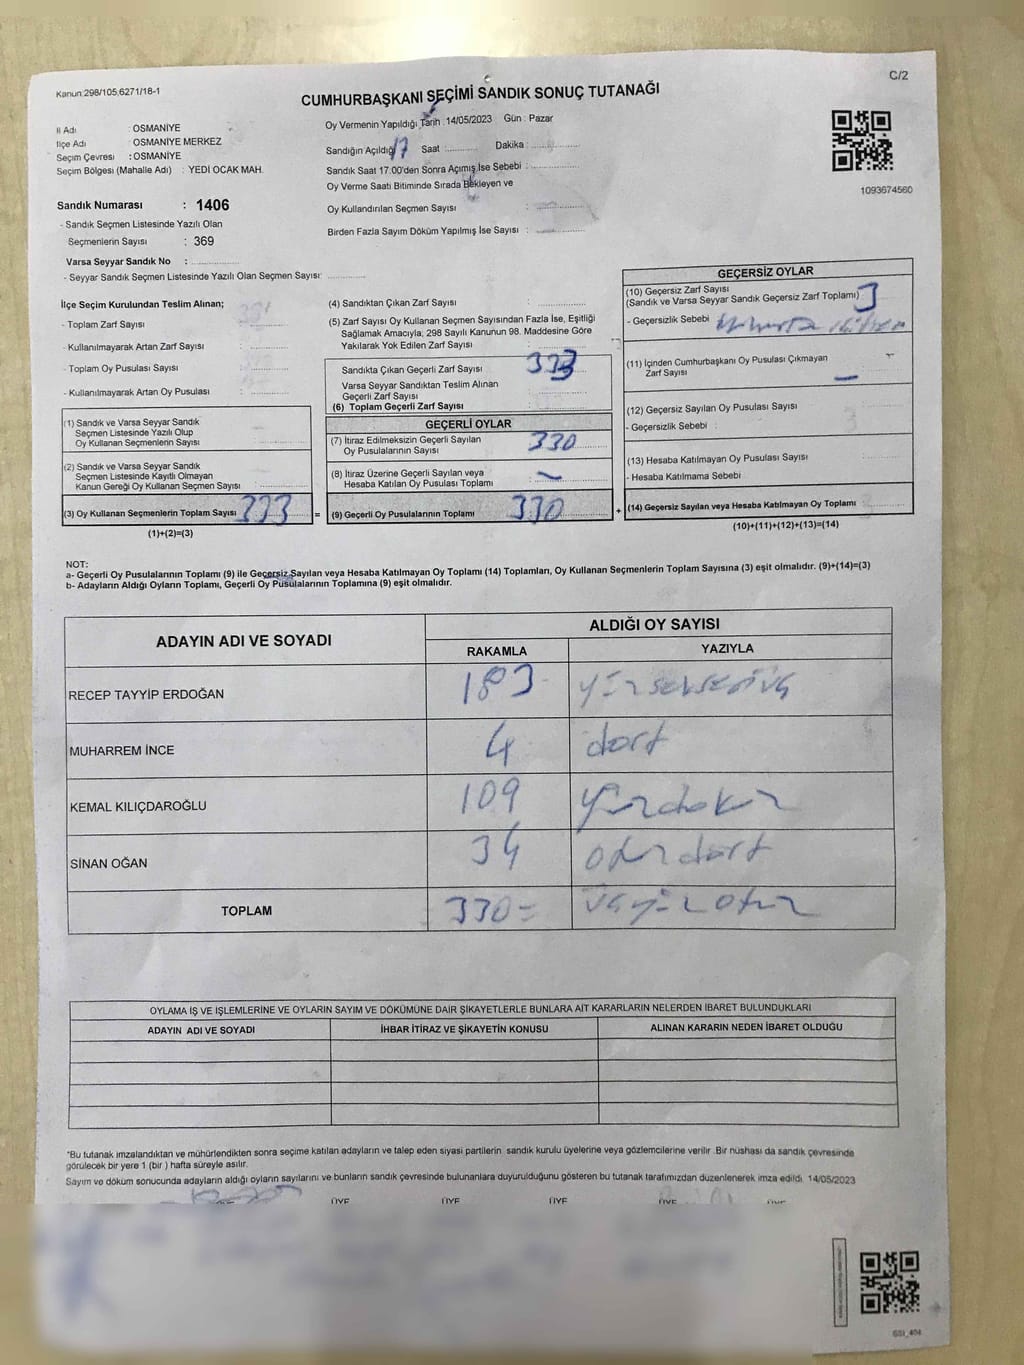 Kanun:298/105,6271/18-1
C/2
CUMHURBAŞKANI SEÇİMİ SANDIK SONUÇ TUTANAĞI
İl Adı : OSMANİYE
İlçe Adı : OSMANİYE MERKEZ
Seçim Çevresi : OSMANİYE
Seçim Bölgesi (Mahalle Adı) : YEDİ OCAK MAH.
Sandık Numarası : 1406
- Sandık Seçmen Listesinde Yazılı Olan
Seçmenlerin Sayısı : 369
Varsa Seyyar Sandık No :
- Seyyar Sandık Seçmen Listesinde Yazılı Olan Seçmen Sayısı:
Oy Vermenin Yapıldığı Tarih : 14/05/2023 Gün : Pazar
Sandığın Açıldığı 17 Saat Dakika :
Sandık Saat 17:00'den Sonra Açımış İse Sebebi :
Oy Verme Saati Bitiminde Sırada Bekleyen ve
Oy Kullandırılan Seçmen Sayısı :
Birden Fazla Sayım Döküm Yapılmış İse Sayısı :
1093674560
İlçe Seçim Kurulundan Teslim Alınan;
- Toplam Zarf Sayısı :
- Kullanılmayarak Artan Zarf Sayısı :
- Toplam Oy Pusulası Sayısı :
- Kullanılmayarak Artan Oy Pusulası :
(1) Sandık ve Varsa Seyyar Sandık
Seçmen Listesinde Yazılı Olup
Oy Kullanan Seçmenlerin Sayısı :
(2) Sandık ve Varsa Seyyar Sandık
Seçmen Listesinde Kayıtlı Olmayan
Kanun Gereği Oy Kullanan Seçmen Sayısı :
(3) Oy Kullanan Seçmenlerin Toplam Sayısı 333 =
(1)+(2)=(3)
(4) Sandıktan Çıkan Zarf Sayısı :
(5) Zarf Sayısı Oy Kullanan Seçmen Sayısından Fazla İse, Eşitliği
Sağlamak Amacıyla; 298 Sayılı Kanunun 98. Maddesine Göre
Yakılarak Yok Edilen Zarf Sayısı :
Sandıkta Çıkan Geçerli Zarf Sayısı 333
Varsa Seyyar Sandıktan Teslim Alınan
Geçerli Zarf Sayısı :
(6) Toplam Geçerli Zarf Sayısı :
GEÇERLİ OYLAR
(7) İtiraz Edilmeksizin Geçerli Sayılan
Oy Pusulalarının Sayısı 330
(8) İtiraz Üzerine Geçerli Sayılan veya
Hesaba Katılan Oy Pusulası Toplamı : -
(9) Geçerli Oy Pusulalarının Toplamı 330 +
GEÇERSİZ OYLAR
(10) Geçersiz Zarf Sayısı
(Sandık ve Varsa Seyyar Sandık Geçersiz Zarf Toplamı) 3
- Geçersizlik Sebebi
(11) İçinden Cumhurbaşkanı Oy Pusulası Çıkmayan
Zarf Sayısı -
(12) Geçersiz Sayılan Oy Pusulası Sayısı :
- Geçersizlik Sebebi :
(13) Hesaba Katılmayan Oy Pusulası Sayısı :
- Hesaba Katılmama Sebebi
(14) Geçersiz Sayılan veya Hesaba Katılmayan Oy Toplamı :
(10)+(11)+(12)+(13)=(14)
NOT:
a- Geçerli Oy Pusulalarının Toplamı (9) ile Geçersiz Sayılan veya Hesaba Katılmayan Oy Toplamı (14) Toplamları, Oy Kullanan Seçmenlerin Toplam Sayısına (3) eşit olmalıdır. (9)+(14)=(3)
b- Adayların Aldığı Oyların Toplamı, Geçerli Oy Pusulalarının Toplamına (9) eşit olmalıdır.
ADAYIN ADI VE SOYADI ALDIĞI OY SAYISI
RAKAMLA YAZIYLA
RECEP TAYYİP ERDOĞAN 183 yüzseksenüç
MUHARREM İNCE 4 dört
KEMAL KILIÇDAROĞLU 109 yüzdokuz
SİNAN OĞAN 34 otuzdört
TOPLAM 330= üçyüz otuz
OYLAMA İŞ VE İŞLEMLERİNE VE OYLARIN SAYIM VE DÖKÜMÜNE DAİR ŞİKAYETLERLE BUNLARA AİT KARARLARIN NELERDEN İBARET BULUNDUKLARI
ADAYIN ADI VE SOYADI İHBAR İTİRAZ VE ŞİKAYETİN KONUSU ALINAN KARARIN NEDEN İBARET OLDUĞU
*Bu tutanak imzalandıktan ve mühürlendikten sonra seçime katılan adayların ve talep eden siyasi partilerin sandık kurulu üyelerine veya gözlemcilerine verilir. Bir nüshası da sandık çevresinde
görülecek bir yere 1 (bir ) hafta süreyle asılır.
Sayım ve döküm sonucunda adayların aldığı oyların sayılarını ve bunların sandık çevresinde bulunanlara duyurulduğunu gösteren bu tutanak tarafımızdan düzenlenerek imza edildi. 14/05/2023
ÜYE ÜYE ÜYE ÜYE ÜYE